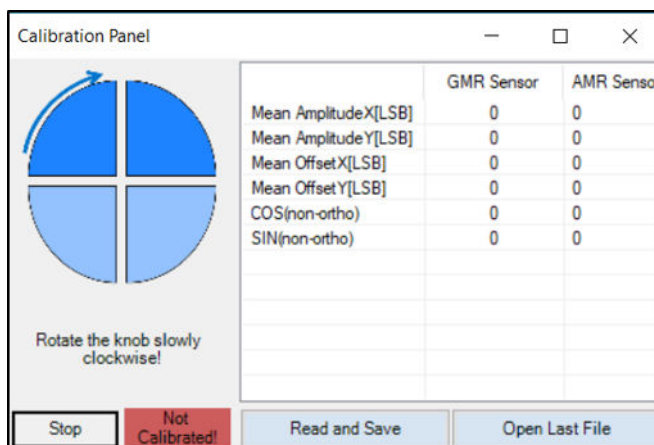 Calibration Panel
GMR Sensor AMR Senso
Mean AmplitudeX[LSB] 0 0
Mean AmplitudeY[LSB] 0 0
Mean OffsetX[LSB] 0 0
Mean OffsetY[LSB] 0 0
COS(non-ortho) 0 0
SIN(non-ortho) 0 0
Rotate the knob slowly
clockwise!
Stop
Not
Calibrated!
Read and Save
Open Last File